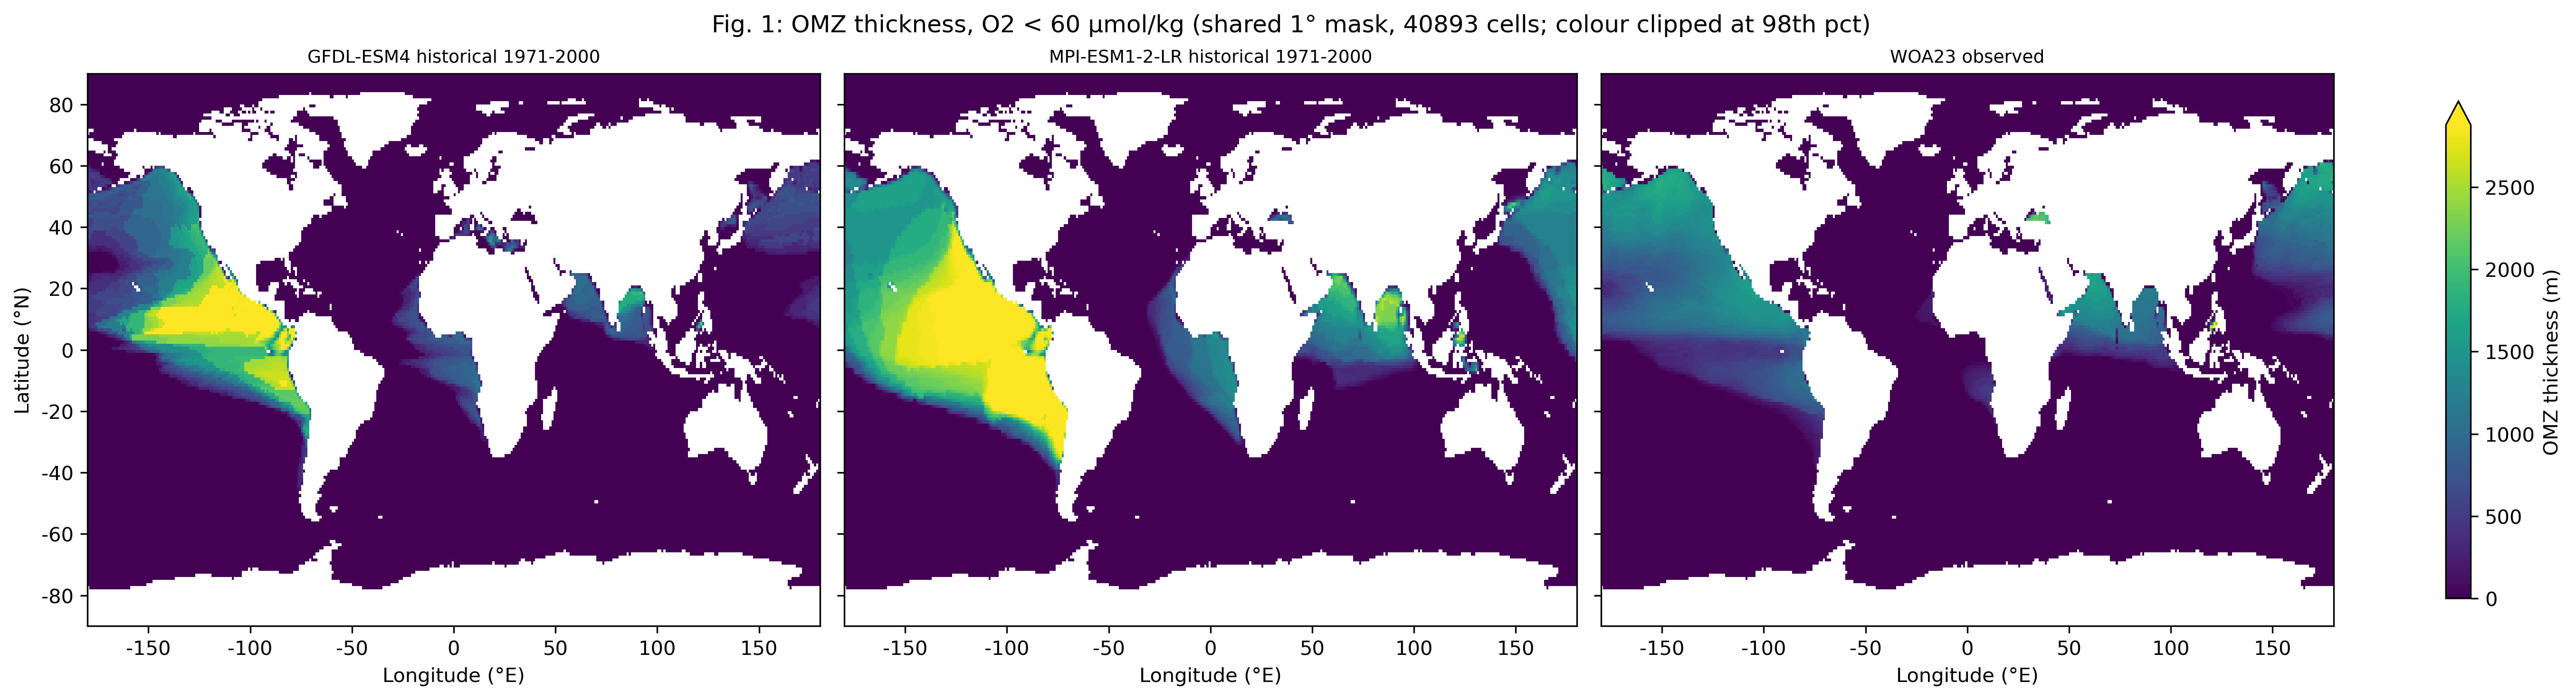 Fig. 1: OMZ thickness, O2 < 60 µmol/kg (shared 1° mask, 40893 cells; colour clipped at 98th pct)
GFDL-ESM4 historical 1971-2000
MPI-ESM1-2-LR historical 1971-2000
WOA23 observed
80
60
40
20
0
-20
-40
-60
-80
Latitude (°N)
-150 -100 -50 0 50 100 150
-150 -100 -50 0 50 100 150
-150 -100 -50 0 50 100 150
Longitude (°E)
Longitude (°E)
Longitude (°E)
2500
2000
1500
1000
500
0
OMZ thickness (m)